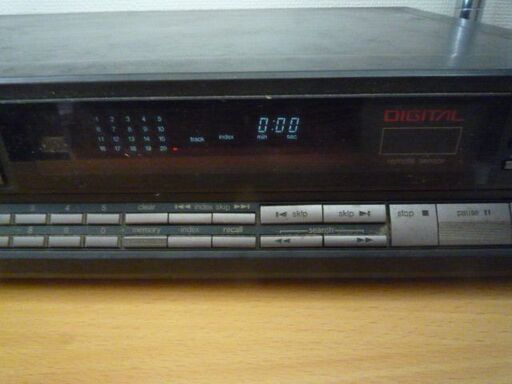 1 2 3 4 5
6 7 8 9 10
11 12 13 14 15
16 17 18 19 20
track index
0:00
min sec
DIGITAL
remote sensor
3 4 5 clear index skip
skip skip stop pause
8 9 0 memory index recall
search